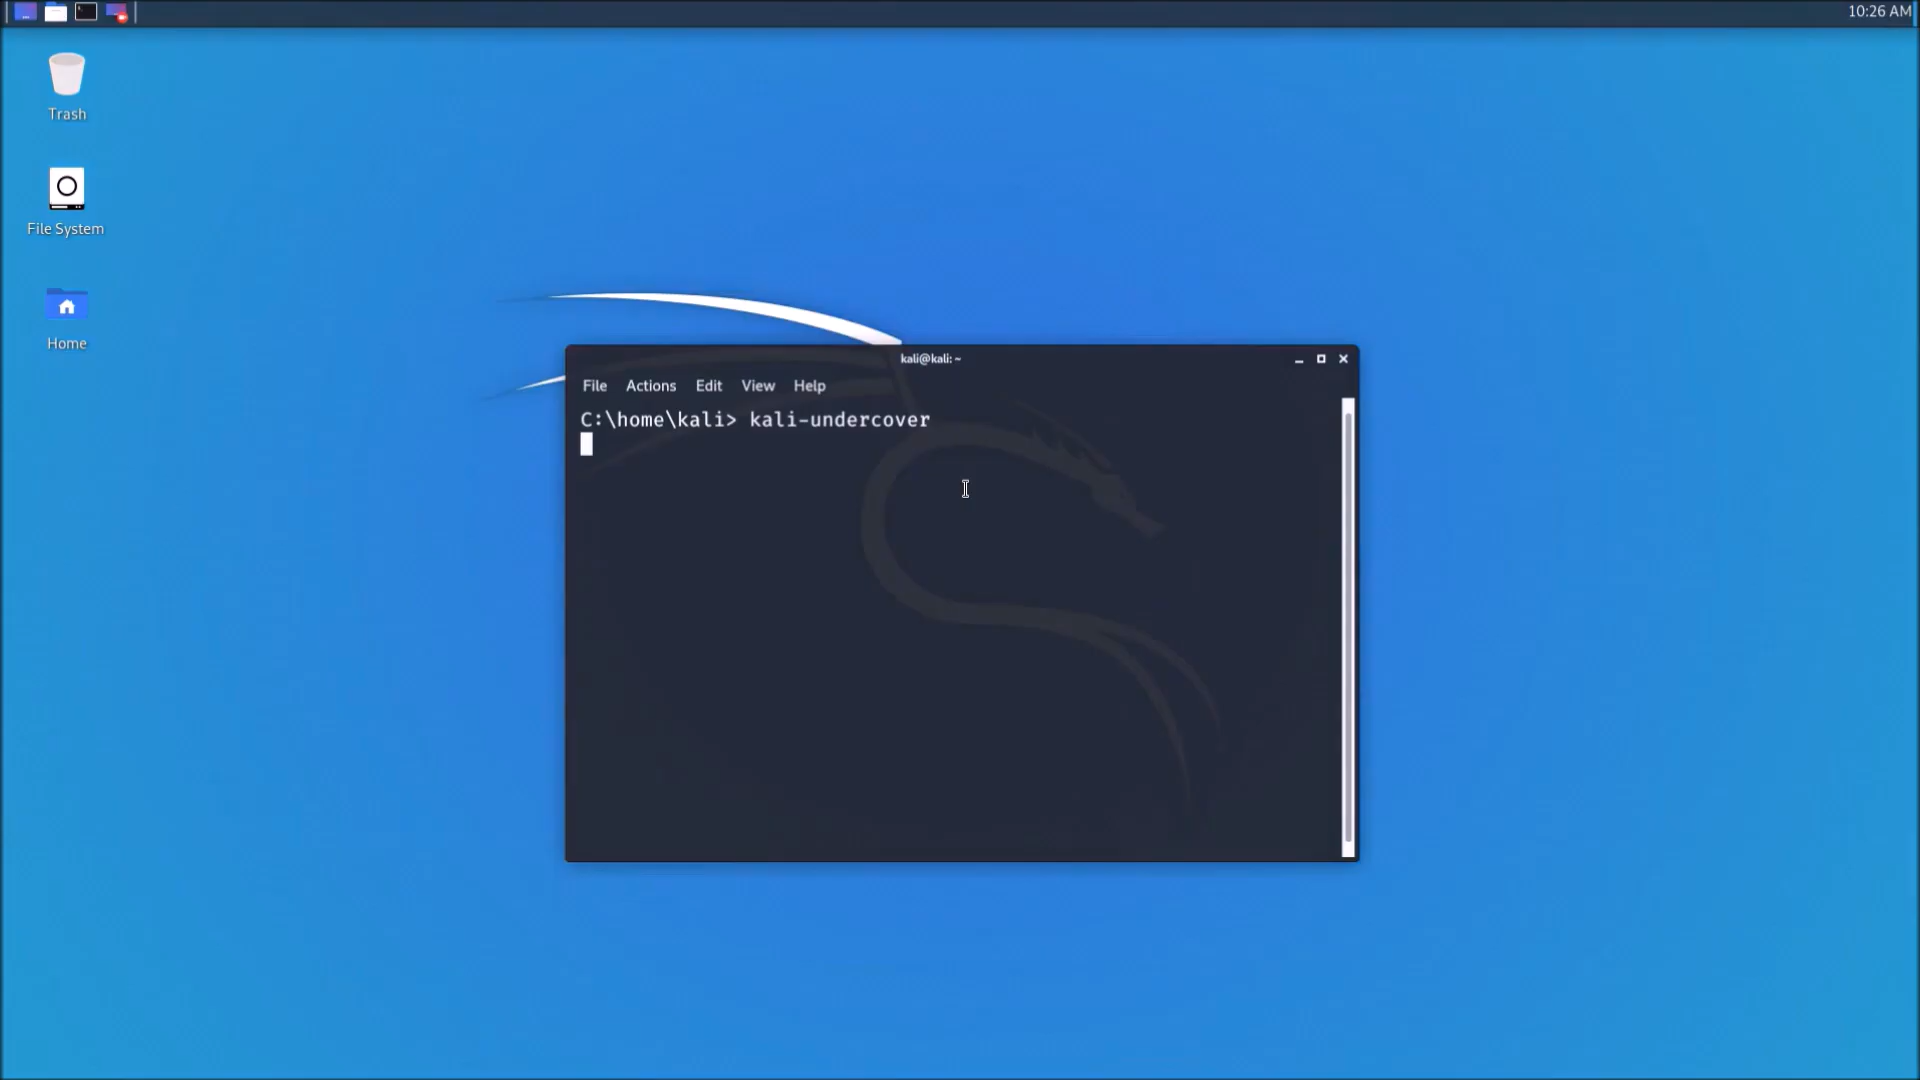 10:26 AM
Trash
File System
Home
kali@kali: ~
File Actions Edit View Help
C:\home\kali> kali-undercover